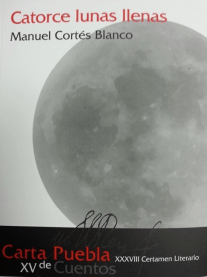 Catorce lunas llenas
Manuel Cortés Blanco
Carta Puebla XXXVIII Certamen Literario
XV de Cuentos